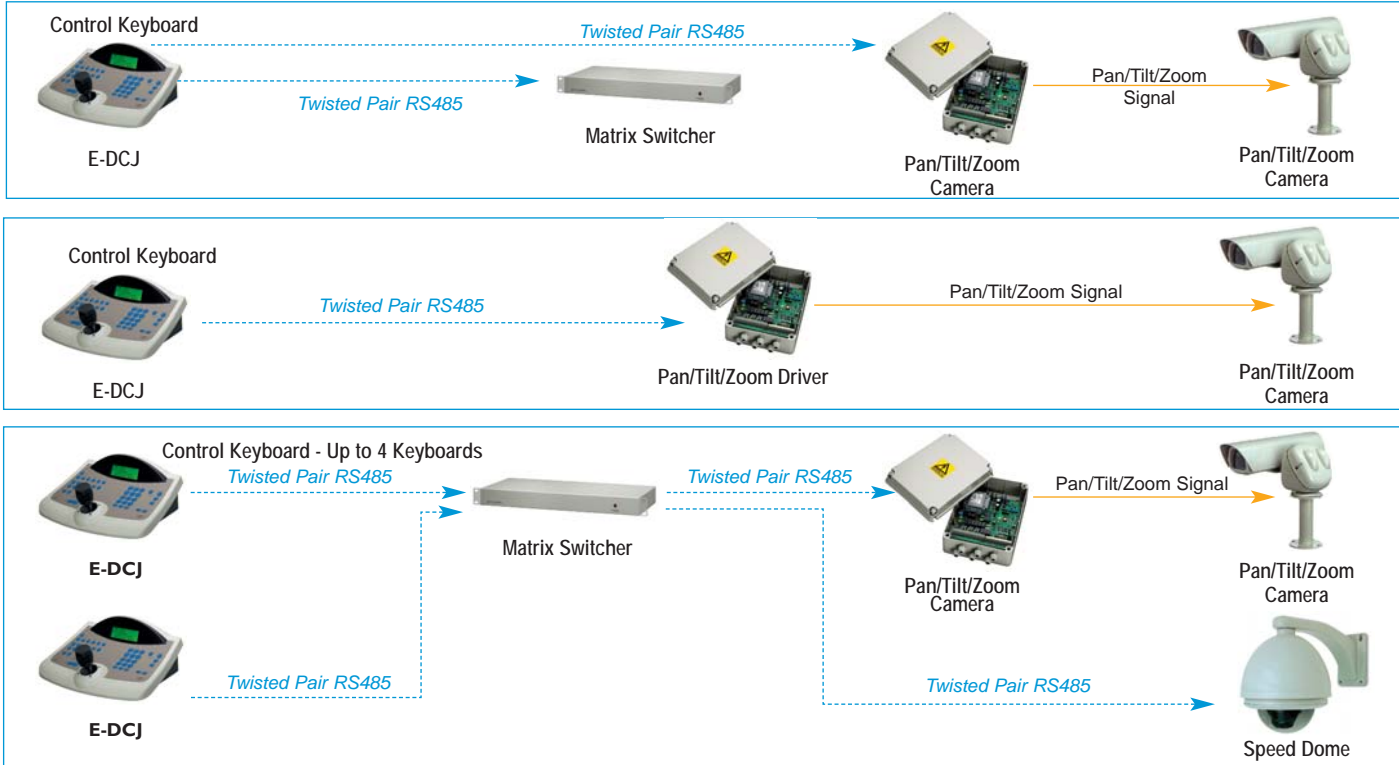 Control Keyboard
Twisted Pair RS485
Twisted Pair RS485
Pan/Tilt/Zoom
Signal
E-DCJ
Matrix Switcher
Pan/Tilt/Zoom
Camera
Pan/Tilt/Zoom
Camera
Control Keyboard
Twisted Pair RS485
Pan/Tilt/Zoom Signal
E-DCJ
Pan/Tilt/Zoom Driver
Pan/Tilt/Zoom
Camera
Control Keyboard - Up to 4 Keyboards
Twisted Pair RS485
Twisted Pair RS485
Pan/Tilt/Zoom Signal
E-DCJ
Matrix Switcher
Pan/Tilt/Zoom
Camera
Pan/Tilt/Zoom
Camera
Twisted Pair RS485
Twisted Pair RS485
E-DCJ
Speed Dome